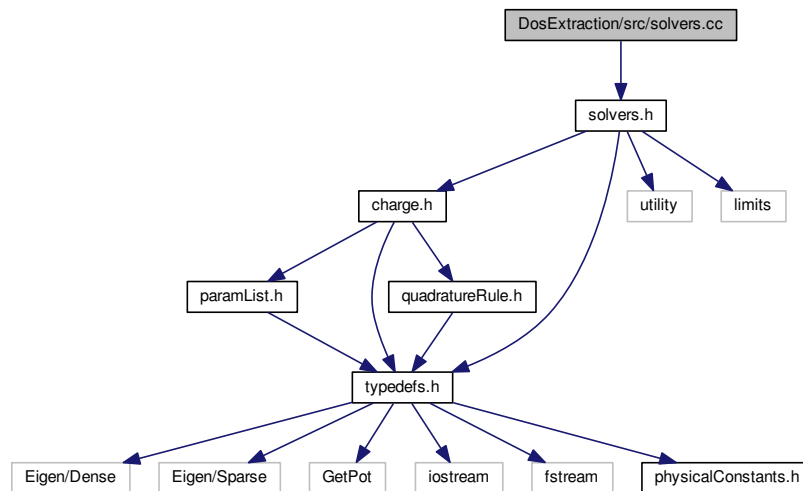 DosExtraction/src/solvers.cc
solvers.h
charge.h
utility
limits
paramList.h
quadratureRule.h
typedefs.h
Eigen/Dense
Eigen/Sparse
GetPot
iostream
fstream
physicalConstants.h